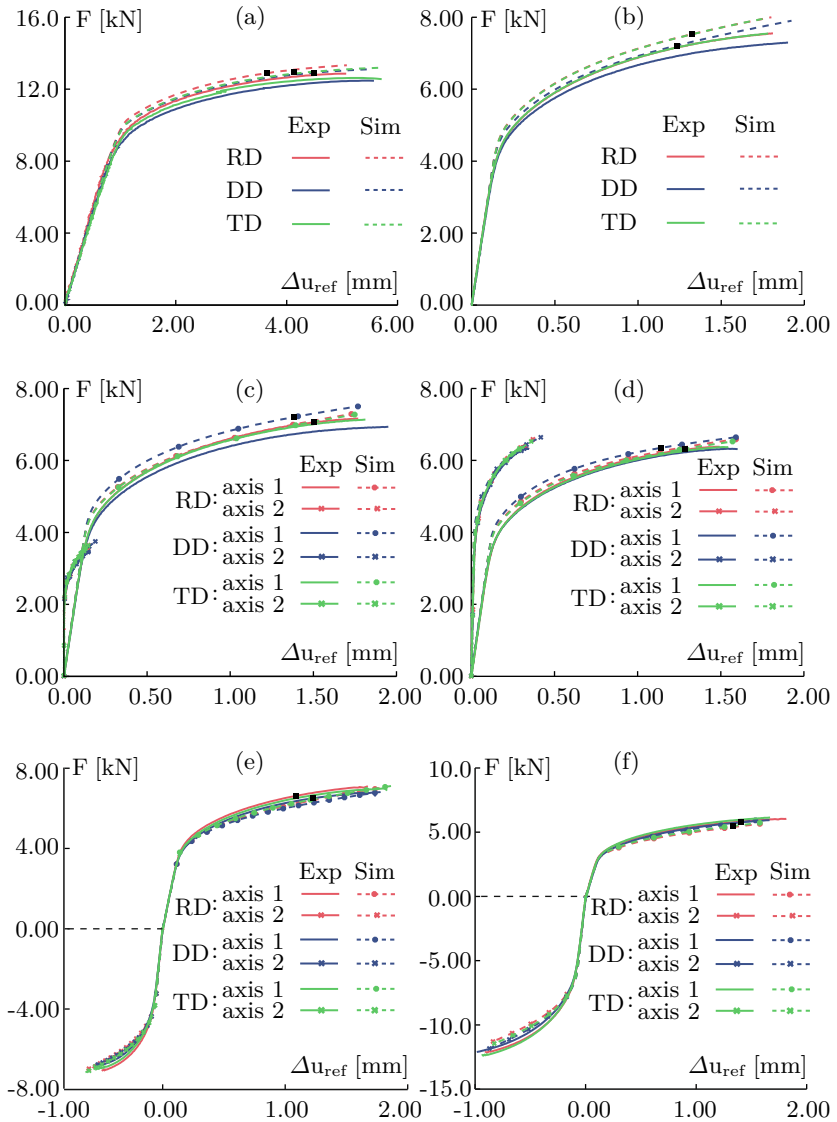 F [kN] (a)
16.0
12.0
8.00
4.00
0.00
Exp Sim
RD
DD
TD
Δu_ref [mm]
0.00 2.00 4.00 6.00
F [kN] (b)
8.00
6.00
4.00
2.00
0.00
Exp Sim
RD
DD
TD
Δu_ref [mm]
0.00 0.50 1.00 1.50 2.00
F [kN] (c)
8.00
6.00
4.00
2.00
0.00
Exp Sim
RD: axis 1
axis 2
DD: axis 1
axis 2
TD: axis 1
axis 2
Δu_ref [mm]
0.00 0.50 1.00 1.50 2.00
F [kN] (d)
8.00
6.00
4.00
2.00
0.00
Exp Sim
RD: axis 1
axis 2
DD: axis 1
axis 2
TD: axis 1
axis 2
Δu_ref [mm]
0.00 0.50 1.00 1.50 2.00
F [kN] (e)
8.00
4.00
0.00
-4.00
-8.00
Exp Sim
RD: axis 1
axis 2
DD: axis 1
axis 2
TD: axis 1
axis 2
Δu_ref [mm]
-1.00 0.00 1.00 2.00
F [kN] (f)
10.0
5.00
0.00
-5.00
-10.0
-15.0
Exp Sim
RD: axis 1
axis 2
DD: axis 1
axis 2
TD: axis 1
axis 2
Δu_ref [mm]
-1.00 0.00 1.00 2.00